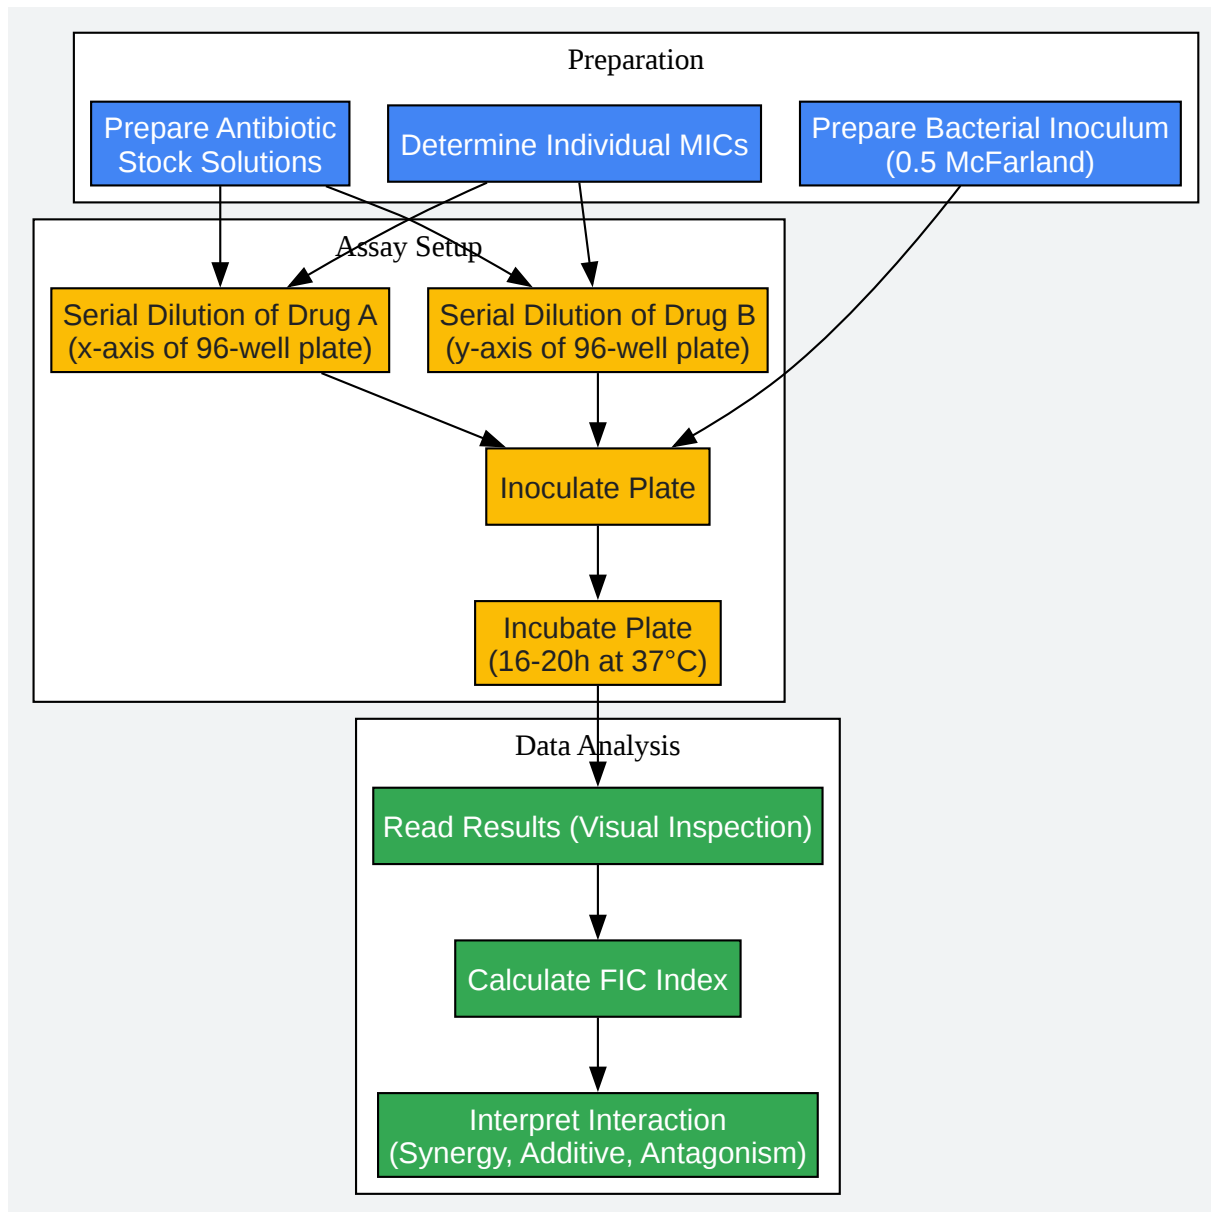 Preparation
Prepare Antibiotic
Stock Solutions
Determine Individual MICs
Prepare Bacterial Inoculum
(0.5 McFarland)
Assay Setup
Serial Dilution of Drug A
(x-axis of 96-well plate)
Serial Dilution of Drug B
(y-axis of 96-well plate)
Inoculate Plate
Incubate Plate
(16-20h at 37°C)
Data Analysis
Read Results (Visual Inspection)
Calculate FIC Index
Interpret Interaction
(Synergy, Additive, Antagonism)